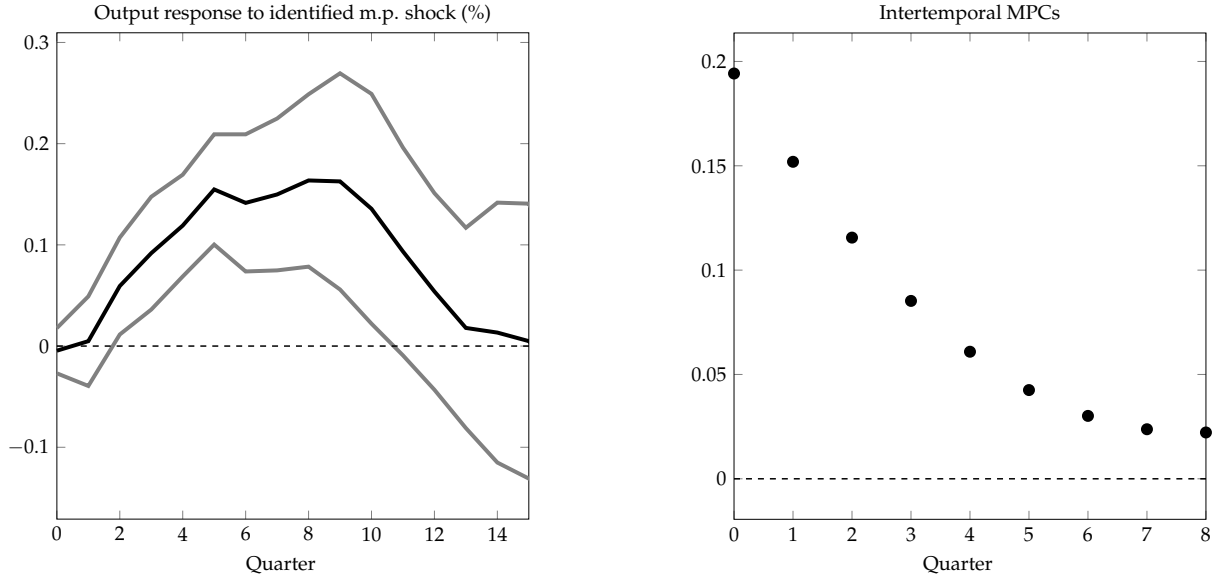 Output response to identified m.p. shock (%)
0.3
0.2
0.1
0
−0.1
0 2 4 6 8 10 12 14
Quarter
Intertemporal MPCs
0.2
0.15
0.1
0.05
0
0 1 2 3 4 5 6 7 8
Quarter